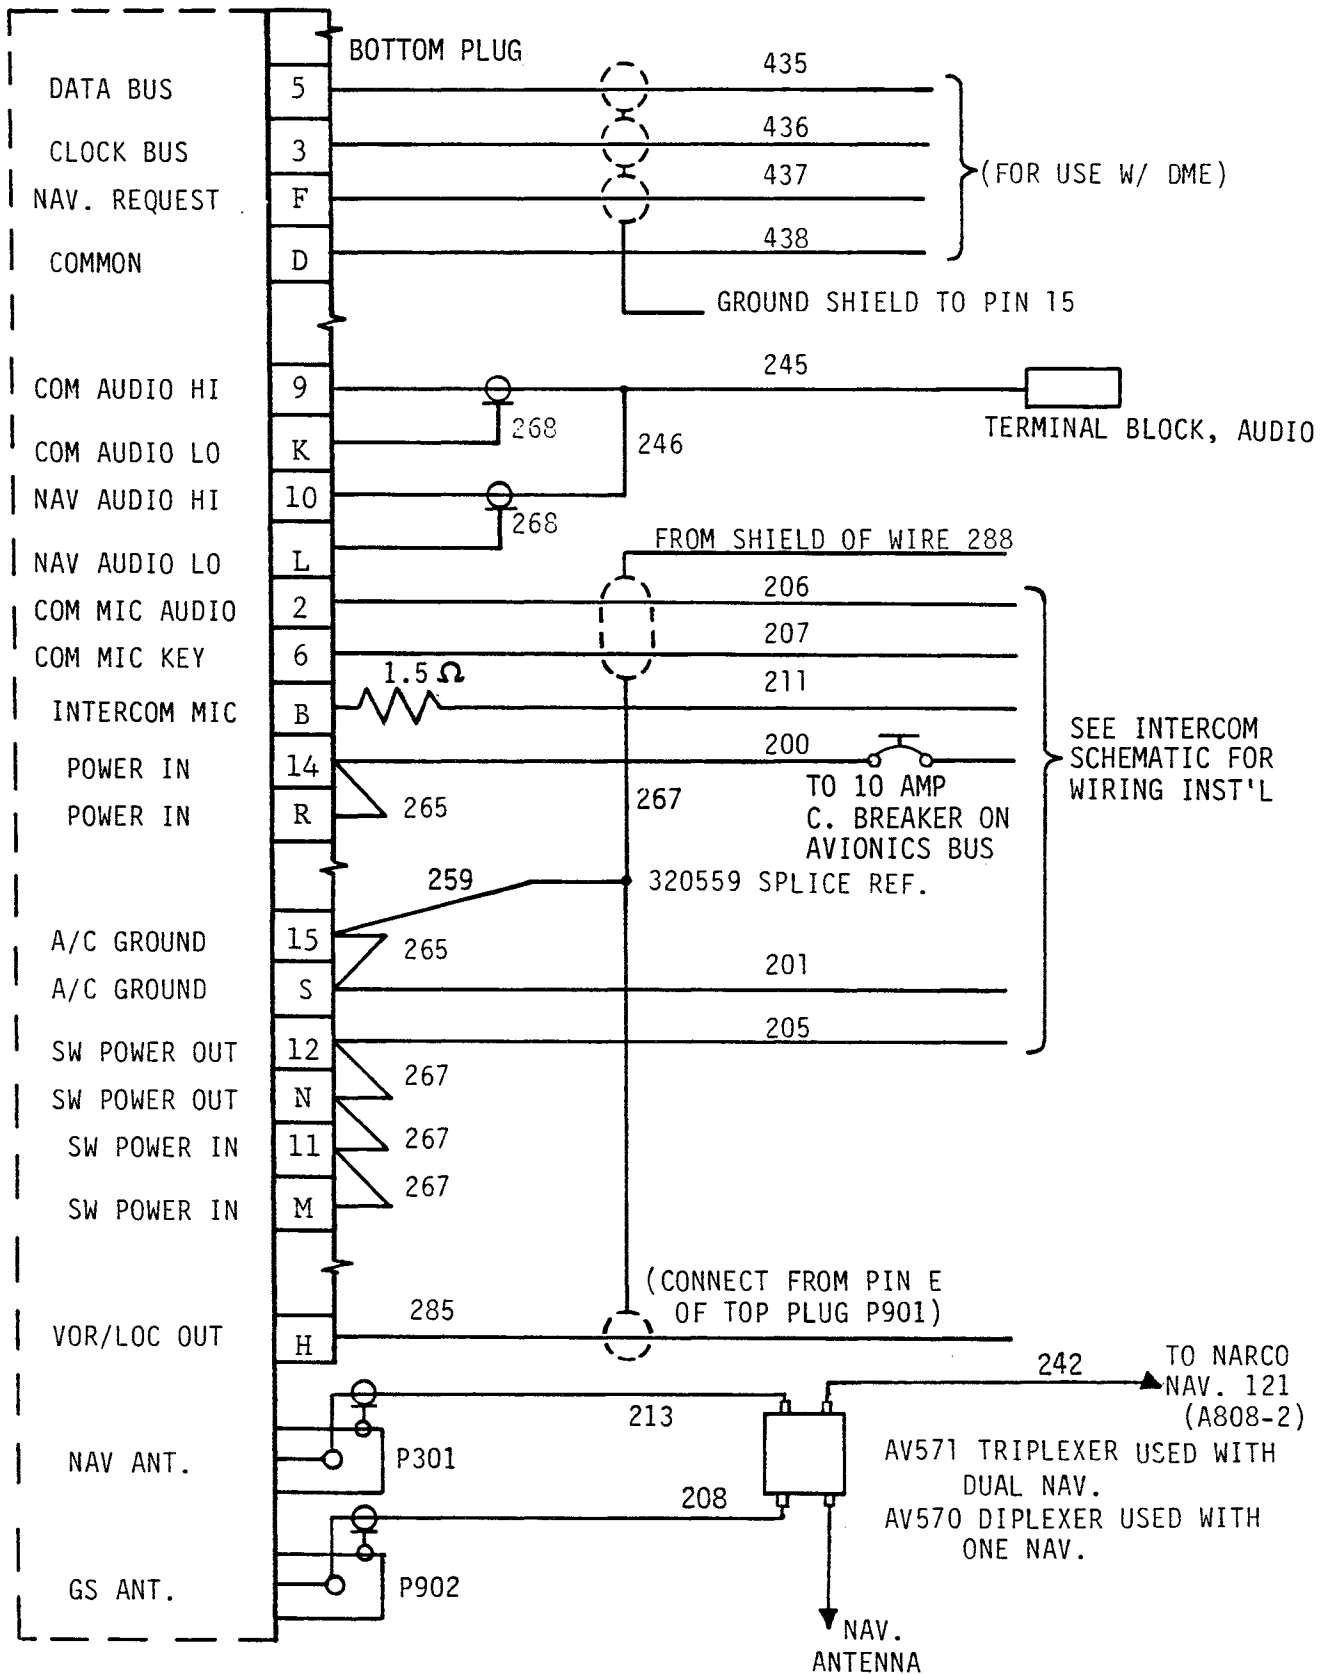 BOTTOM PLUG
DATA BUS 5 435
CLOCK BUS 3 436
NAV. REQUEST F 437
(FOR USE W/ DME)
COMMON D 438
GROUND SHIELD TO PIN 15
COM AUDIO HI 9 245
TERMINAL BLOCK, AUDIO
268
COM AUDIO LO K 246
NAV AUDIO HI 10
268
NAV AUDIO LO L
FROM SHIELD OF WIRE 288
COM MIC AUDIO 2 206
COM MIC KEY 6 207
1.5 Ω
INTERCOM MIC B 211
POWER IN 14 200
POWER IN R 265
267
TO 10 AMP
C. BREAKER ON
AVIONICS BUS
SEE INTERCOM
SCHEMATIC FOR
WIRING INST'L
259
320559 SPLICE REF.
A/C GROUND 15 265
A/C GROUND S 201
SW POWER OUT 12 205
267
SW POWER OUT N
267
SW POWER IN 11
267
SW POWER IN M
(CONNECT FROM PIN E
OF TOP PLUG P901)
VOR/LOC OUT H 285
242
TO NARCO
NAV. 121
(A808-2)
213
NAV ANT. P301
AV571 TRIPLEXER USED WITH
DUAL NAV.
AV570 DIPLEXER USED WITH
ONE NAV.
208
GS ANT. P902
NAV.
ANTENNA